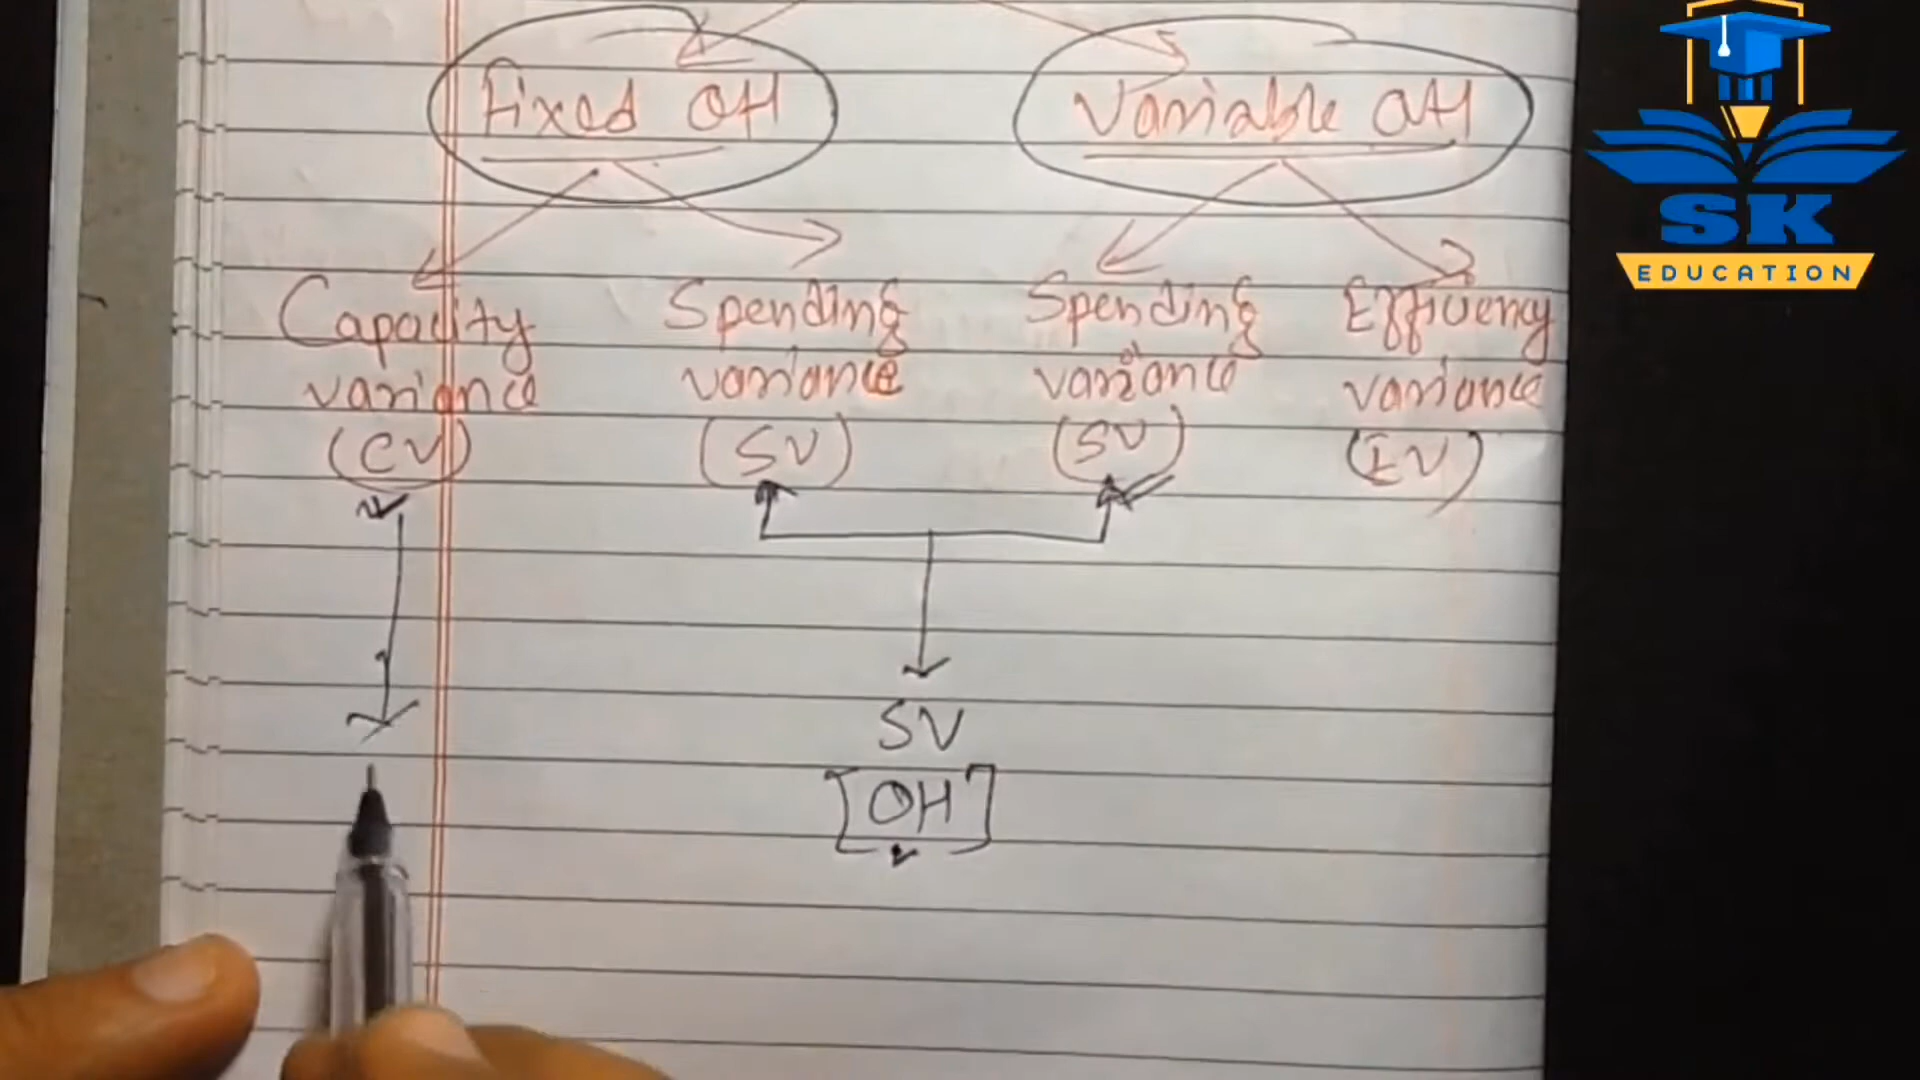 Fixed OH
Variable OH
Capacity
variance
(CV)
Spending
variance
(SV)
Spending
variance
(SV)
Efficiency
variance
(EV)
SV
[OH]
SK
EDUCATION